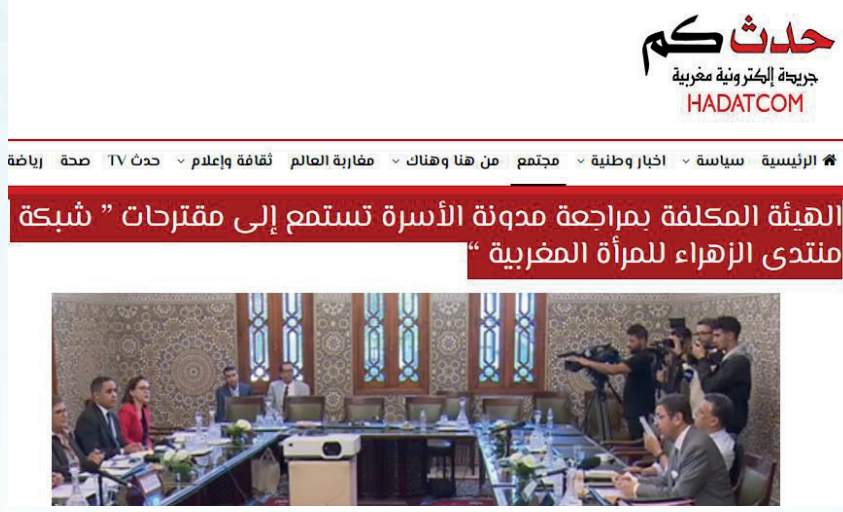 حدث كم
جريدة إلكترونية مغربية
HADATCOM
الرئيسية سياسة اخبار وطنية مجتمع من هنا وهناك مغاربة العالم ثقافة وإعلام حدث TV صحة رياضة
الهيئة المكلفة بمراجعة مدونة الأسرة تستمع إلى مقترحات ” شبكة
منتدى الزهراء للمرأة المغربية “